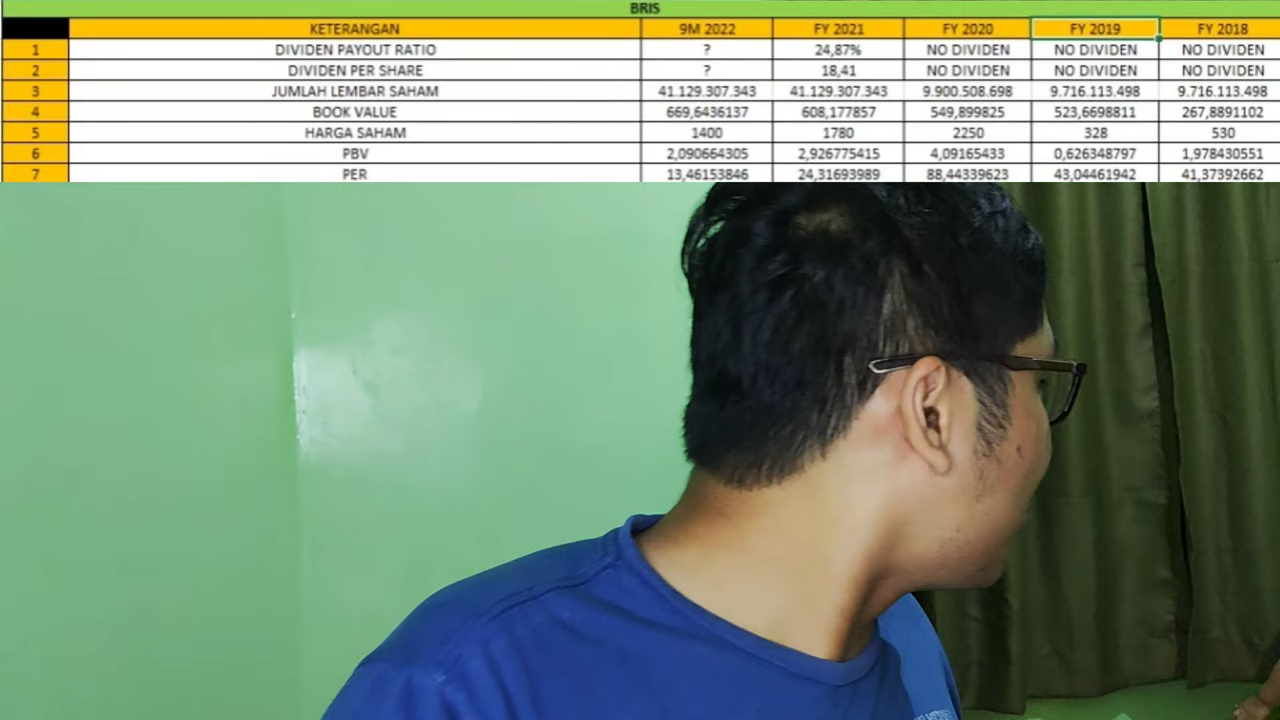 BRIS
KETERANGAN 9M 2022 FY 2021 FY 2020 FY 2019 FY 2018
1 DIVIDEN PAYOUT RATIO ? 24,87% NO DIVIDEN NO DIVIDEN NO DIVIDEN
2 DIVIDEN PER SHARE ? 18,41 NO DIVIDEN NO DIVIDEN NO DIVIDEN
3 JUMLAH LEMBAR SAHAM 41.129.307.343 41.129.307.343 9.900.508.698 9.716.113.498 9.716.113.498
4 BOOK VALUE 669,6436137 608,177857 549,899825 523,6698811 267,8891102
5 HARGA SAHAM 1400 1780 2250 328 530
6 PBV 2,090664305 2,926775415 4,09165433 0,626348797 1,978430551
7 PER 13,46153846 24,31693989 88,44339623 43,04461942 41,37392662